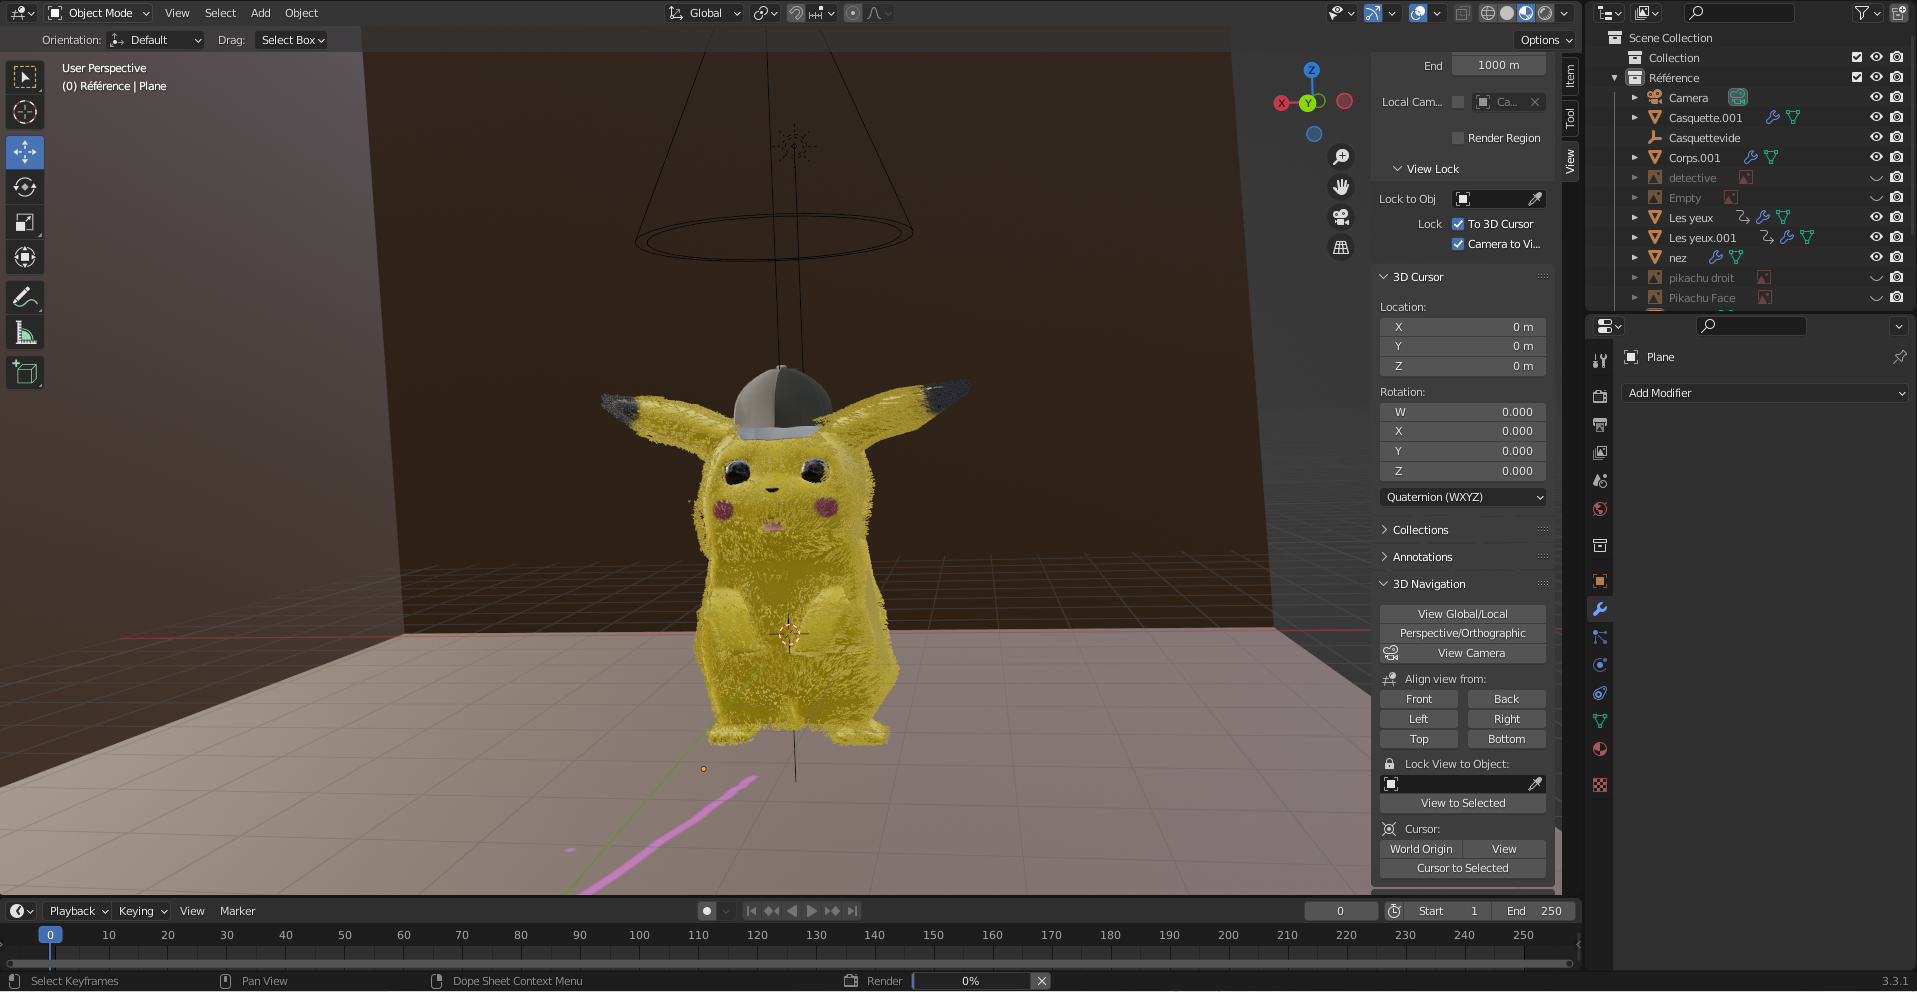 Object Mode View Select Add Object Global
Orientation: Default Drag: Select Box Options
User Perspective
(0) Référence | Plane
Z
X
Y
Item
Tool
View
End 1000 m
Local Cam... Ca...
Render Region
View Lock
Lock to Obj
Lock To 3D Cursor
Camera to Vi...
3D Cursor
Location:
X 0 m
Y 0 m
Z 0 m
Rotation:
W 0.000
X 0.000
Y 0.000
Z 0.000
Quaternion (WXYZ)
Collections
Annotations
3D Navigation
View Global/Local
Perspective/Orthographic
View Camera
Align view from:
Front Back
Left Right
Top Bottom
Lock View to Object:
View to Selected
Cursor:
World Origin View
Cursor to Selected
Scene Collection
Collection
Référence
Camera
Casquette.001
Casquettevide
Corps.001
detective
Empty
Les yeux
Les yeux.001
nez
pikachu droit
Pikachu Face
Plane
Add Modifier
Playback Keying View Marker 0 Start 1 End 250
0 10 20 30 40 50 60 70 80 90 100 110 120 130 140 150 160 170 180 190 200 210 220 230 240 250
Select Keyframes Pan View Dope Sheet Context Menu Render 0% 3.3.1